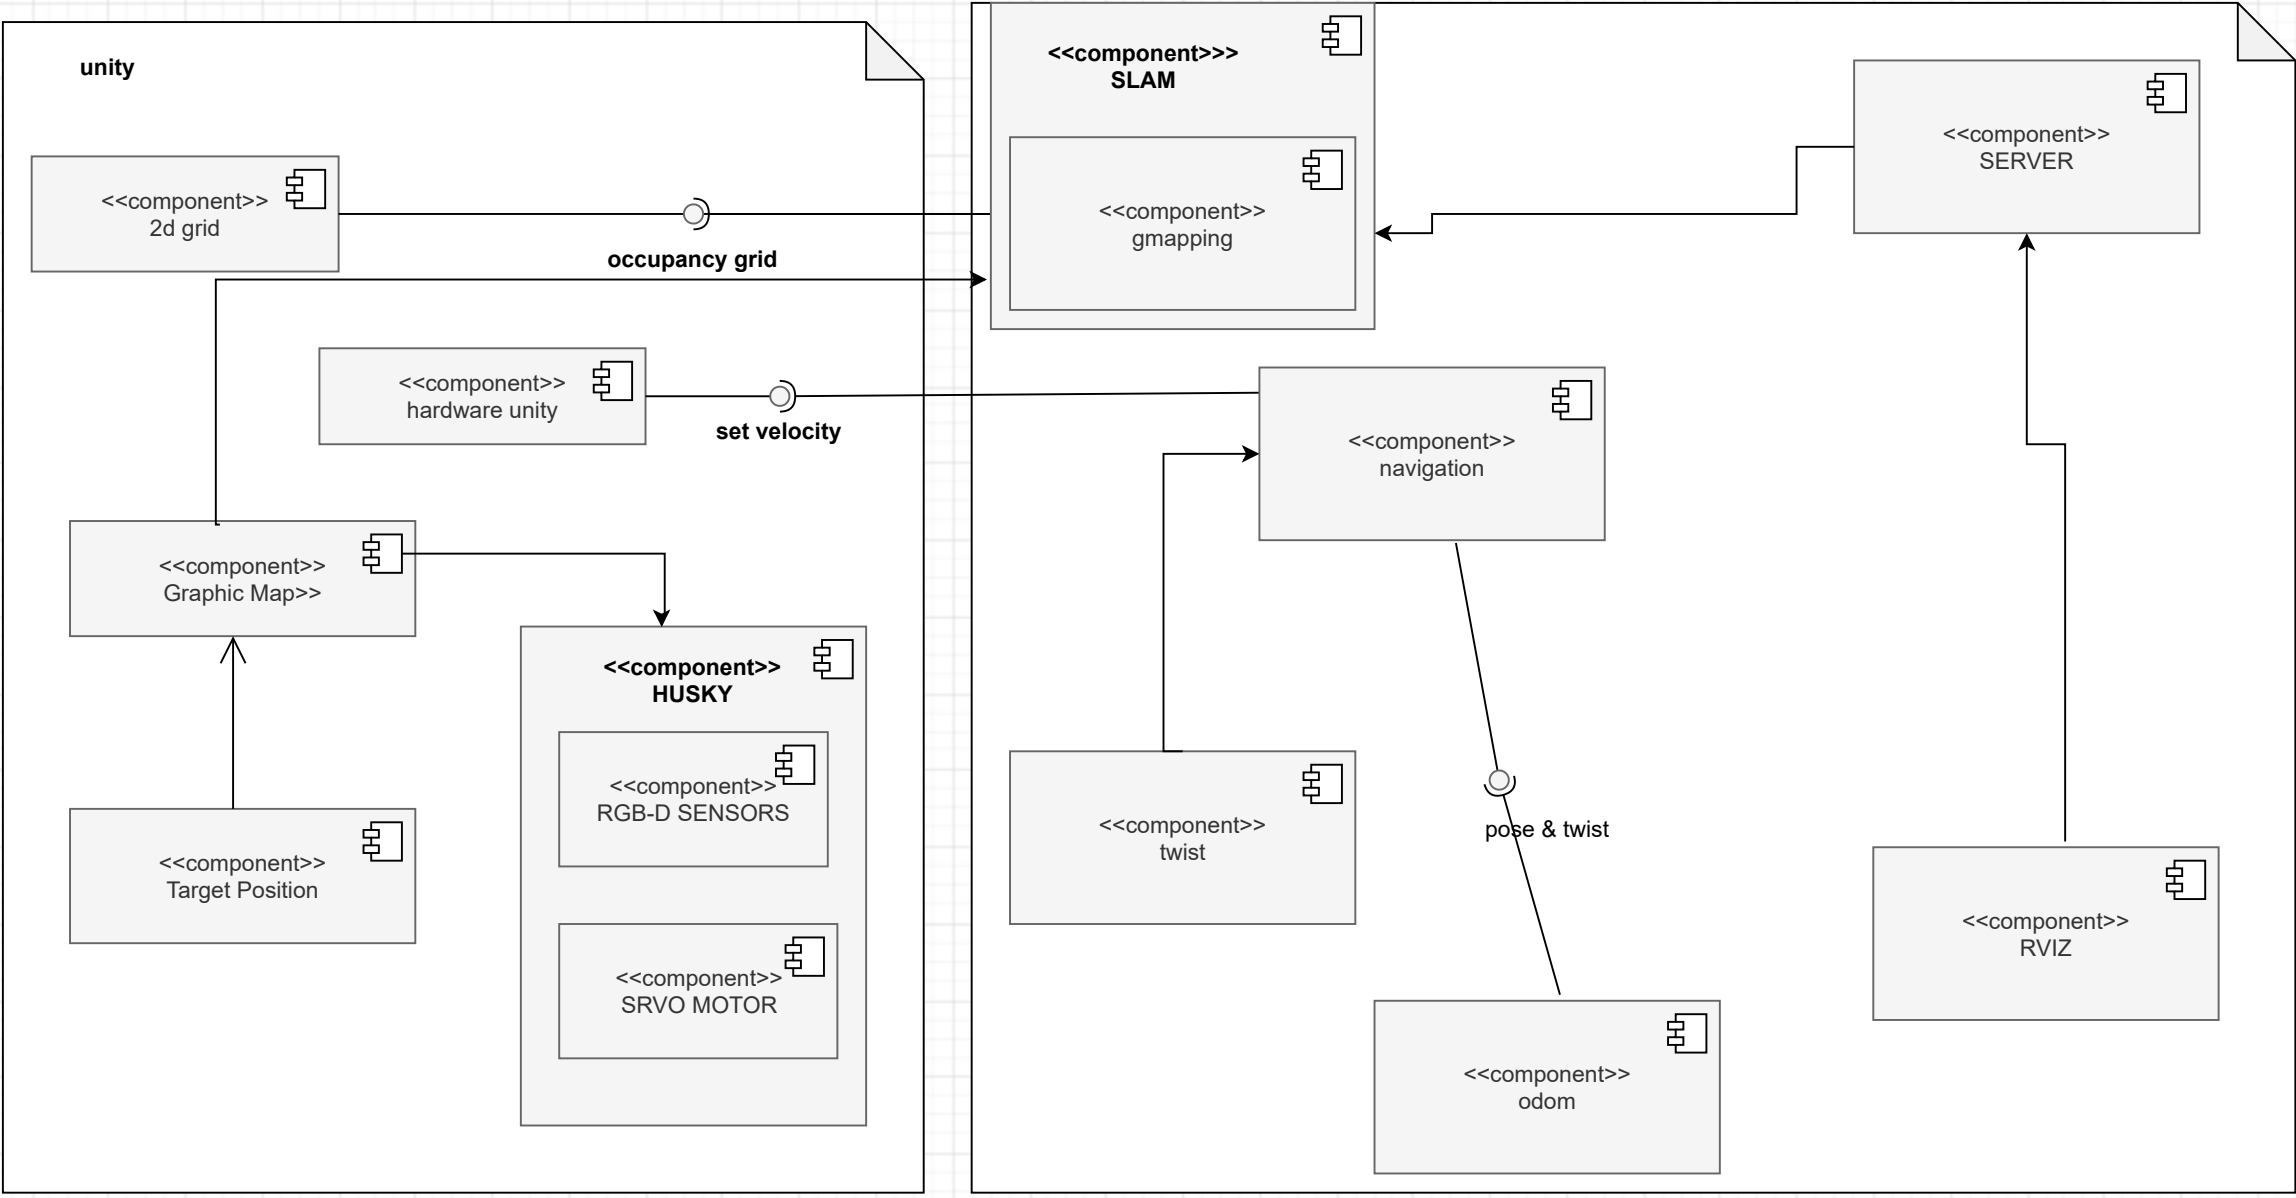 unity
<<component>>
2d grid
occupancy grid
<<component>>
hardware unity
set velocity
<<component>>
Graphic Map>>
<<component>>
Target Position
<<component>>
HUSKY
<<component>>
RGB-D SENSORS
<<component>>
SRVO MOTOR
<<component>>>
SLAM
<<component>>
gmapping
<<component>>
SERVER
<<component>>
navigation
<<component>>
twist
pose & twist
<<component>>
odom
<<component>>
RVIZ